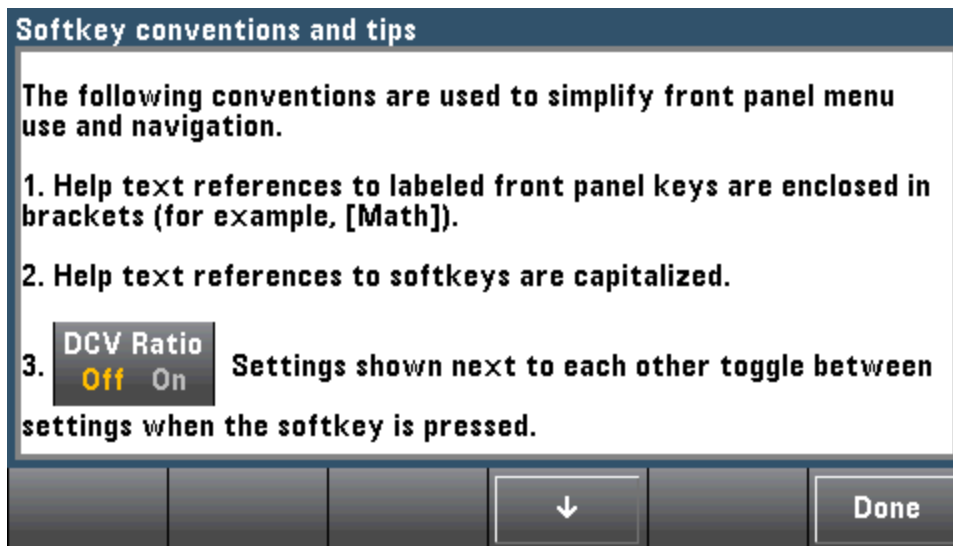 Softkey conventions and tips
The following conventions are used to simplify front panel menu
use and navigation.
1. Help text references to labeled front panel keys are enclosed in
brackets (for example, [Math]).
2. Help text references to softkeys are capitalized.
DCV Ratio
Off On
3. Settings shown next to each other toggle between
settings when the softkey is pressed.
↓ Done